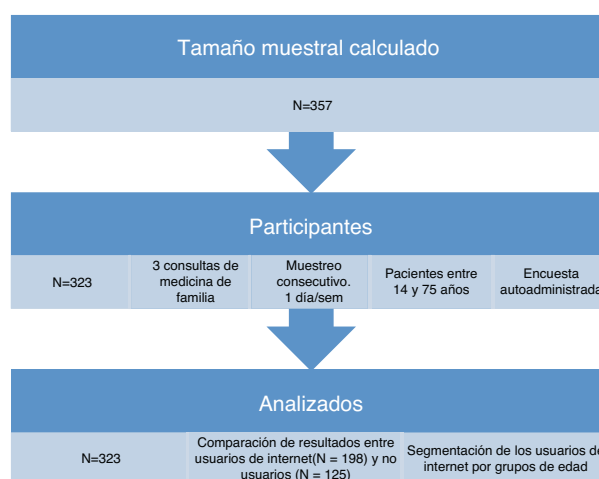 Tamaño muestral calculado
N=357
Participantes
N=323
3 consultas de
medicina de
familia
Muestreo
consecutivo.
1 día/sem
Pacientes entre
14 y 75 años
Encuesta
autoadministrada
Analizados
N=323
Comparación de resultados entre
usuarios de internet(N = 198) y no
usuarios (N = 125)
Segmentación de los usuarios de
internet por grupos de edad